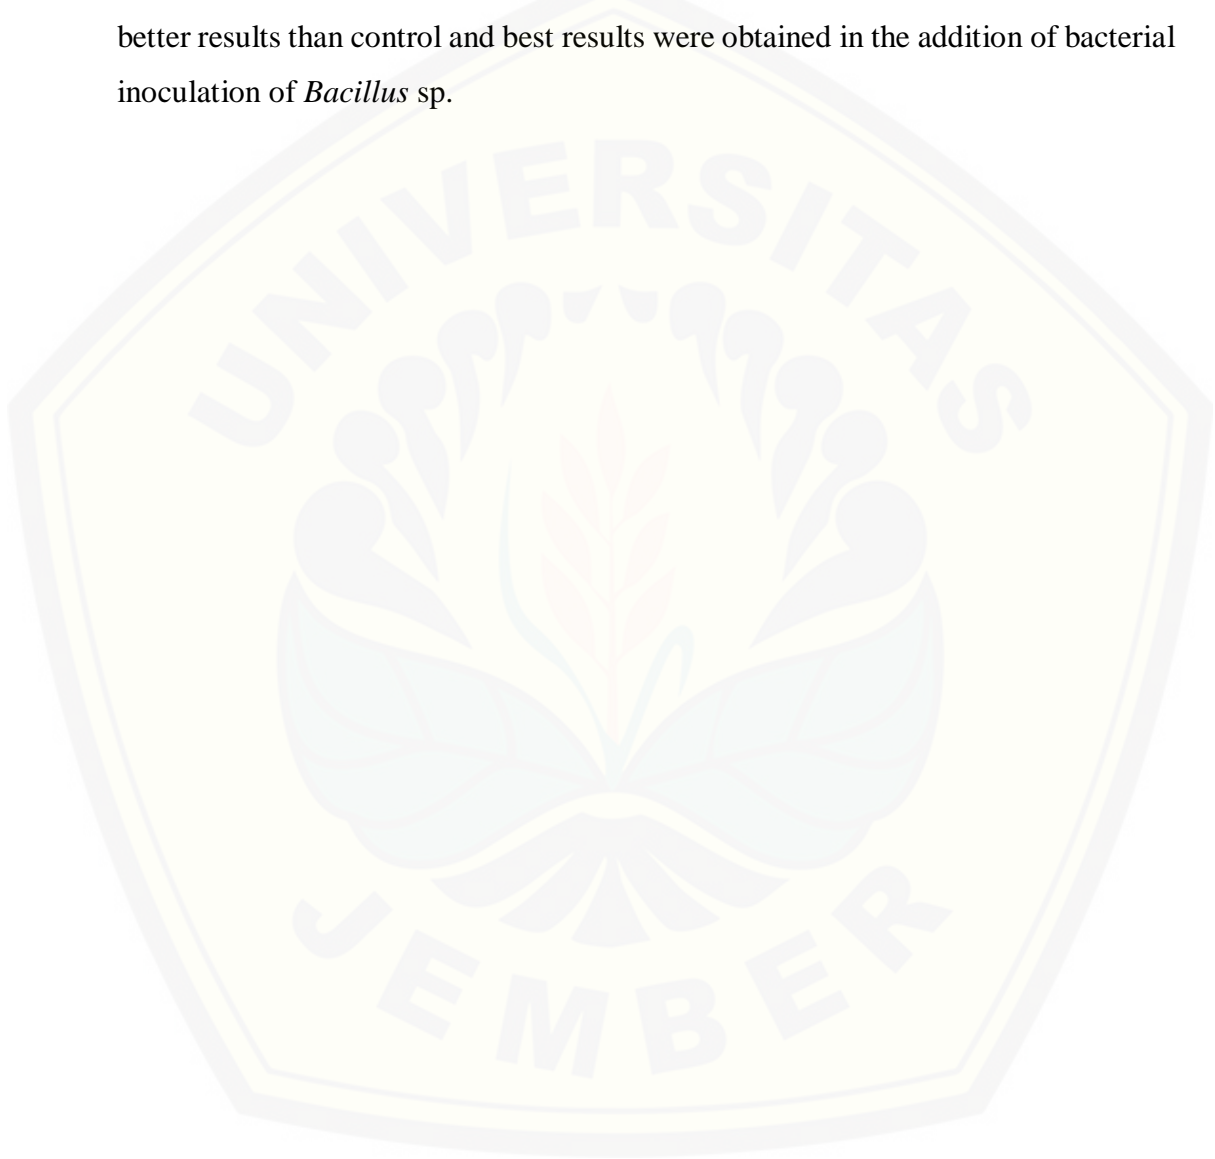 better results than control and best results were obtained in the addition of bacterial
inoculation of Bacillus sp.
UNIVERSITAS
JEMBER